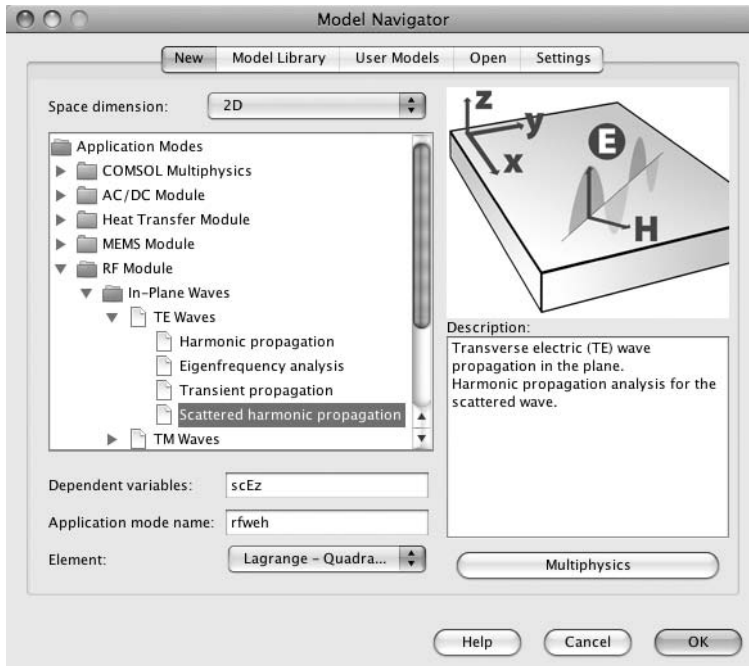 Model Navigator
New Model Library User Models Open Settings
Space dimension: 2D
Application Modes
COMSOL Multiphysics
AC/DC Module
Heat Transfer Module
MEMS Module
RF Module
In-Plane Waves
TE Waves
Harmonic propagation
Eigenfrequency analysis
Transient propagation
Scattered harmonic propagation
TM Waves
z
y
x
E
H
Description:
Transverse electric (TE) wave
propagation in the plane.
Harmonic propagation analysis for the
scattered wave.
Dependent variables: scEz
Application mode name: rfweh
Element: Lagrange - Quadra...
Multiphysics
Help Cancel OK